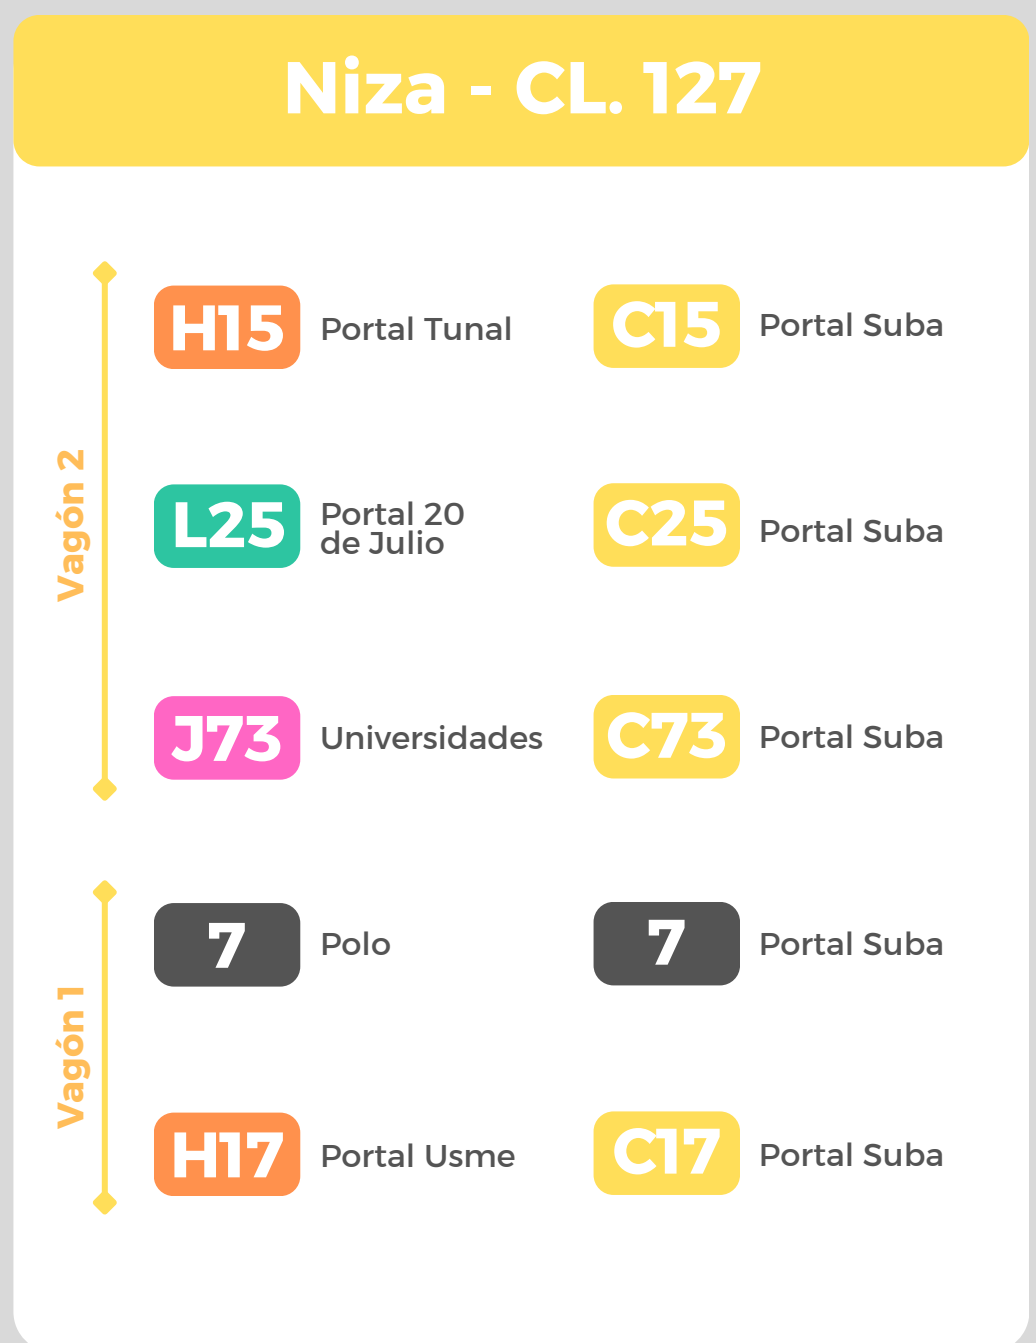 Niza - CL. 127
Vagón 2
H15 Portal Tunal
C15 Portal Suba
L25 Portal 20
de Julio
C25 Portal Suba
J73 Universidades
C73 Portal Suba
Vagón 1
7 Polo
7 Portal Suba
H17 Portal Usme
C17 Portal Suba